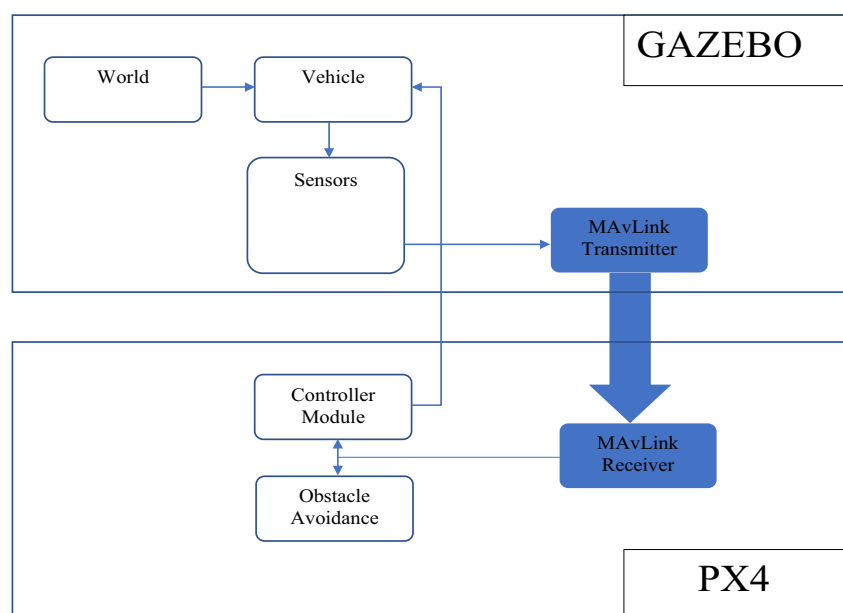 GAZEBO
World
Vehicle
Sensors
MAvLink
Transmitter
Controller
Module
MAvLink
Receiver
Obstacle
Avoidance
PX4